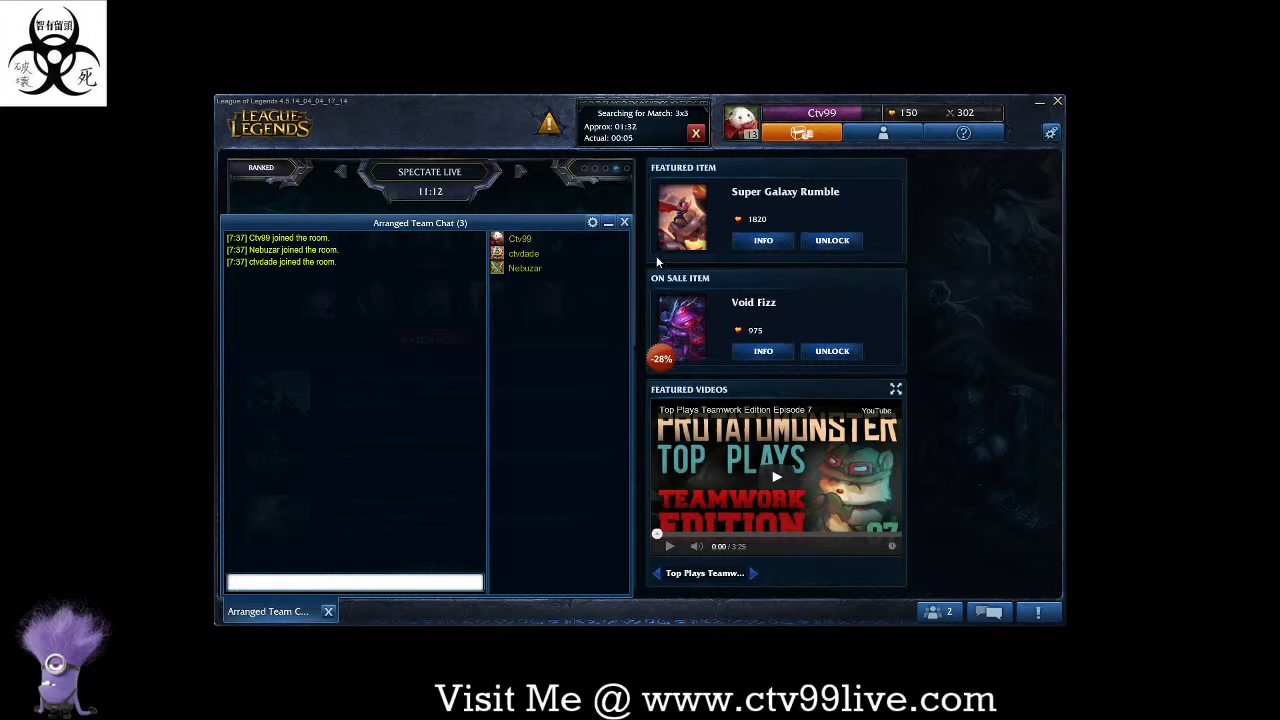 智有留頭
破壞
死
League of Legends 4.5.14_04_04_17_14
LEAGUE OF LEGENDS
Searching for Match: 3x3
Approx: 01:32
Actual: 00:05
X
13
Ctv99
150
302
RANKED
SPECTATE LIVE
11:12
Arranged Team Chat (3)
[7:37] Ctv99 joined the room.
[7:37] Nebuzar joined the room.
[7:37] ctvdade joined the room.
Ctv99
ctvdade
Nebuzar
FEATURED ITEM
Super Galaxy Rumble
1820
INFO
UNLOCK
ON SALE ITEM
Void Fizz
975
-28%
INFO
UNLOCK
FEATURED VIDEOS
Top Plays Teamwork Edition Episode 7
YouTube
PROTATOMONSTER
TOP PLAYS
TEAMWORK
EDITION
07
0:00 / 3:25
Top Plays Teamw...
Arranged Team C...
2
Visit Me @ www.ctv99live.com